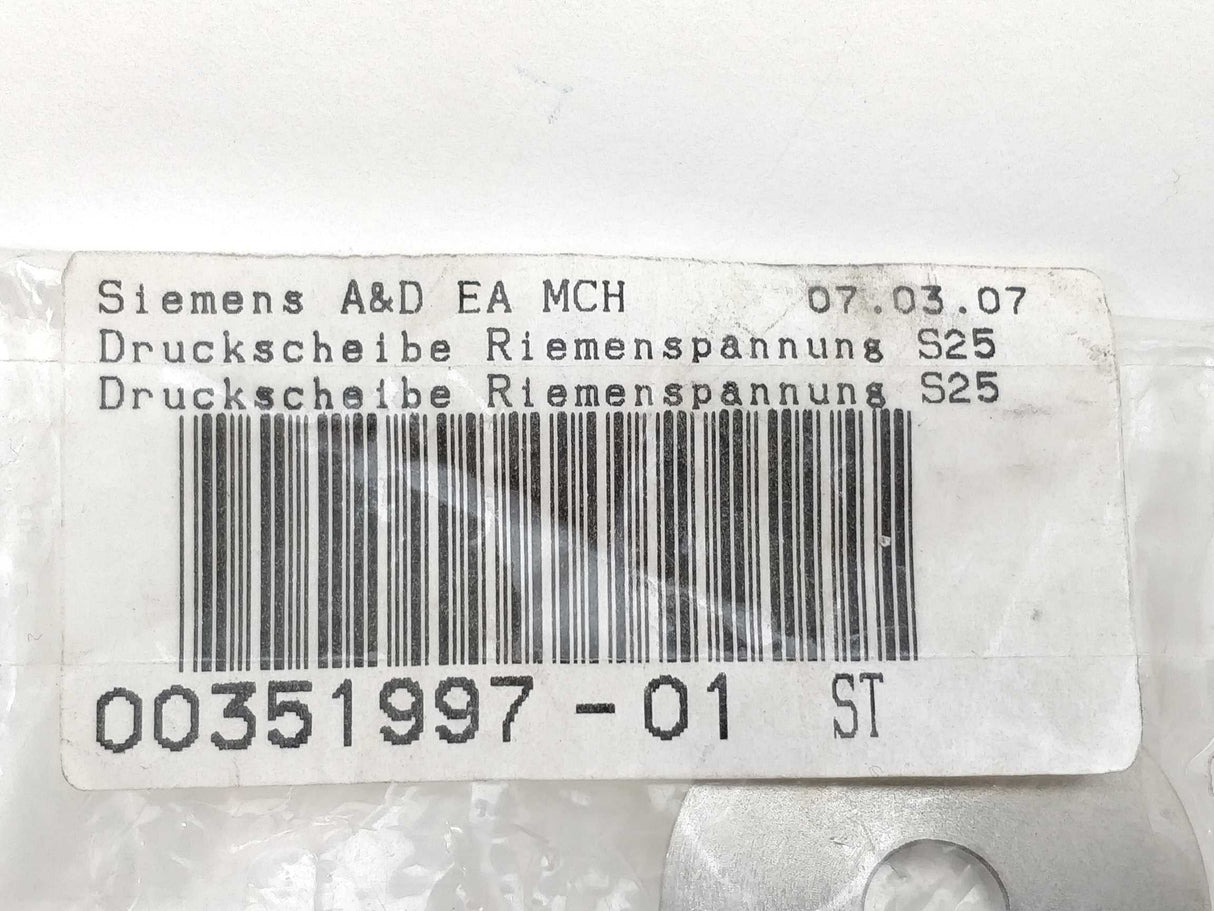 Siemens A&D EA MCH 07.03.07
Druckscheibe Riemenspannung S25
Druckscheibe Riemenspannung S25
00351997-01 ST